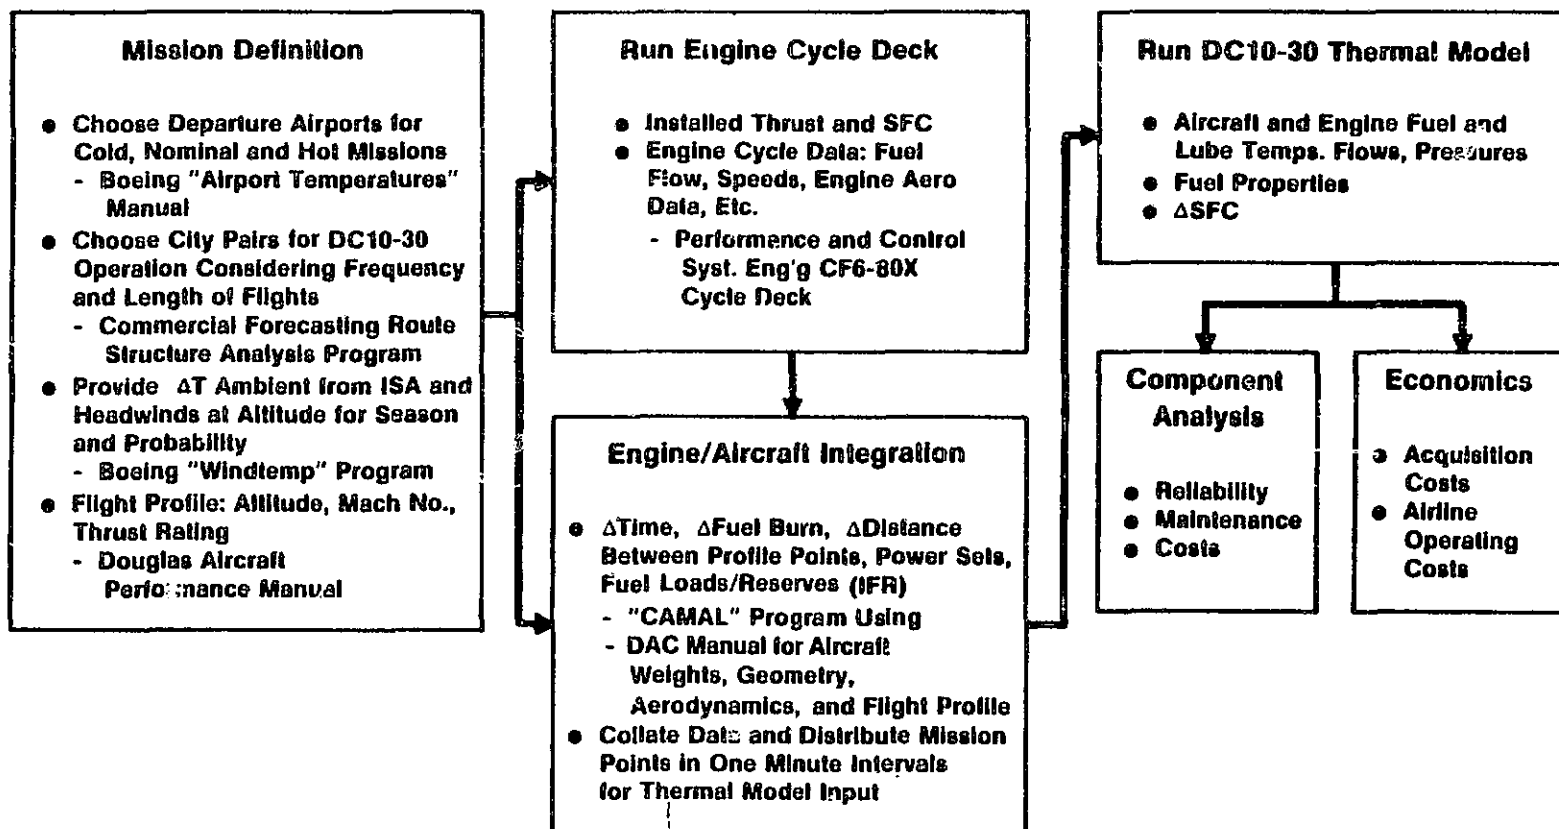 Mission Definition
● Choose Departure Airports for
Cold, Nominal and Hot Missions
- Boeing "Airport Temperatures"
Manual
● Choose City Pairs for DC10-30
Operation Considering Frequency
and Length of Flights
- Commercial Forecasting Route
Structure Analysis Program
● Provide ΔT Ambient from ISA and
Headwinds at Altitude for Season
and Probability
- Boeing "Windtemp" Program
● Flight Profile: Altitude, Mach No.,
Thrust Rating
- Douglas Aircraft
Performance Manual
Run Engine Cycle Deck
● Installed Thrust and SFC
● Engine Cycle Data: Fuel
Flow, Speeds, Engine Aero
Data, Etc.
- Performance and Control
Syst. Eng'g CF6-80X
Cycle Deck
Engine/Aircraft Integration
● ΔTime, ΔFuel Burn, ΔDistance
Between Profile Points, Power Sets,
Fuel Loads/Reserves (IFR)
- "CAMAL" Program Using
- DAC Manual for Aircraft
Weights, Geometry,
Aerodynamics, and Flight Profile
● Collate Data and Distribute Mission
Points in One Minute Intervals
for Thermal Model Input
Run DC10-30 Thermal Model
● Aircraft and Engine Fuel and
Lube Temps. Flows, Pressures
● Fuel Properties
● ΔSFC
Component
Analysis
● Reliability
● Maintenance
● Costs
Economics
● Acquisition
Costs
● Airline
Operating
Costs